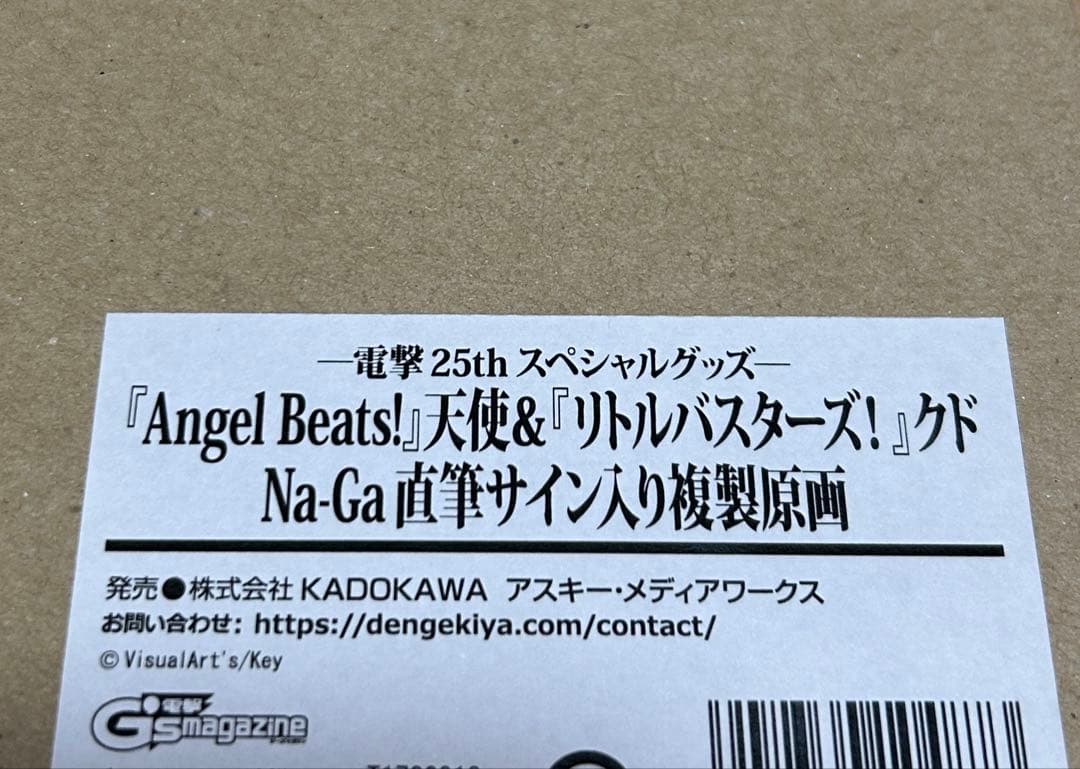 ―電撃 25th スペシャルグッズ―
『Angel Beats!』天使&『リトルバスターズ!』クド
Na-Ga 直筆サイン入り複製原画
発売●株式会社 KADOKAWA アスキー・メディアワークス
お問い合わせ: https://dengekiya.com/contact/
©VisualArt's/Key
電撃
G's magazine